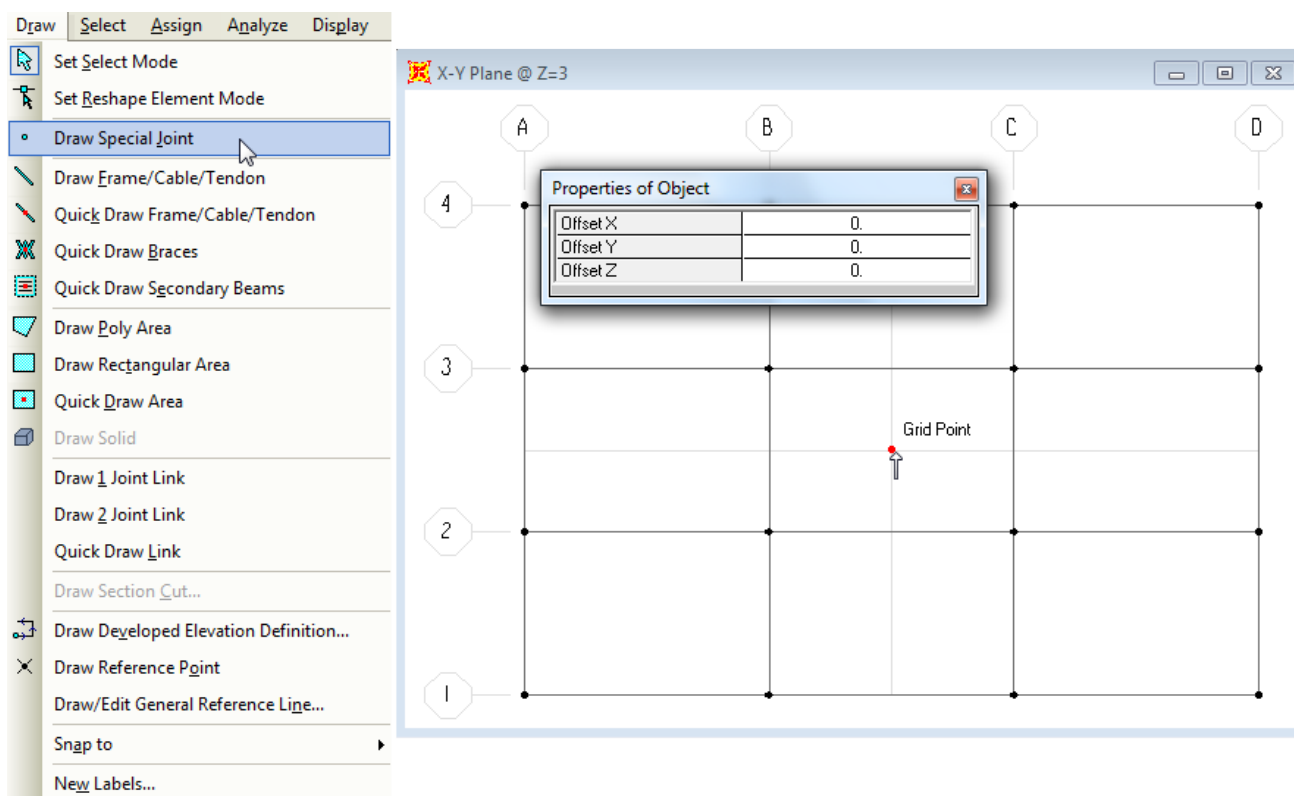 Draw Select Assign Analyze Display
Set Select Mode
Set Reshape Element Mode
Draw Special Joint
Draw Frame/Cable/Tendon
Quick Draw Frame/Cable/Tendon
Quick Draw Braces
Quick Draw Secondary Beams
Draw Poly Area
Draw Rectangular Area
Quick Draw Area
Draw Solid
Draw 1 Joint Link
Draw 2 Joint Link
Quick Draw Link
Draw Section Cut...
Draw Developed Elevation Definition...
Draw Reference Point
Draw/Edit General Reference Line...
Snap to
New Labels...
X-Y Plane @ Z=3
A B C D
Properties of Object
Offset X 0.
Offset Y 0.
Offset Z 0.
4
3
Grid Point
2
1